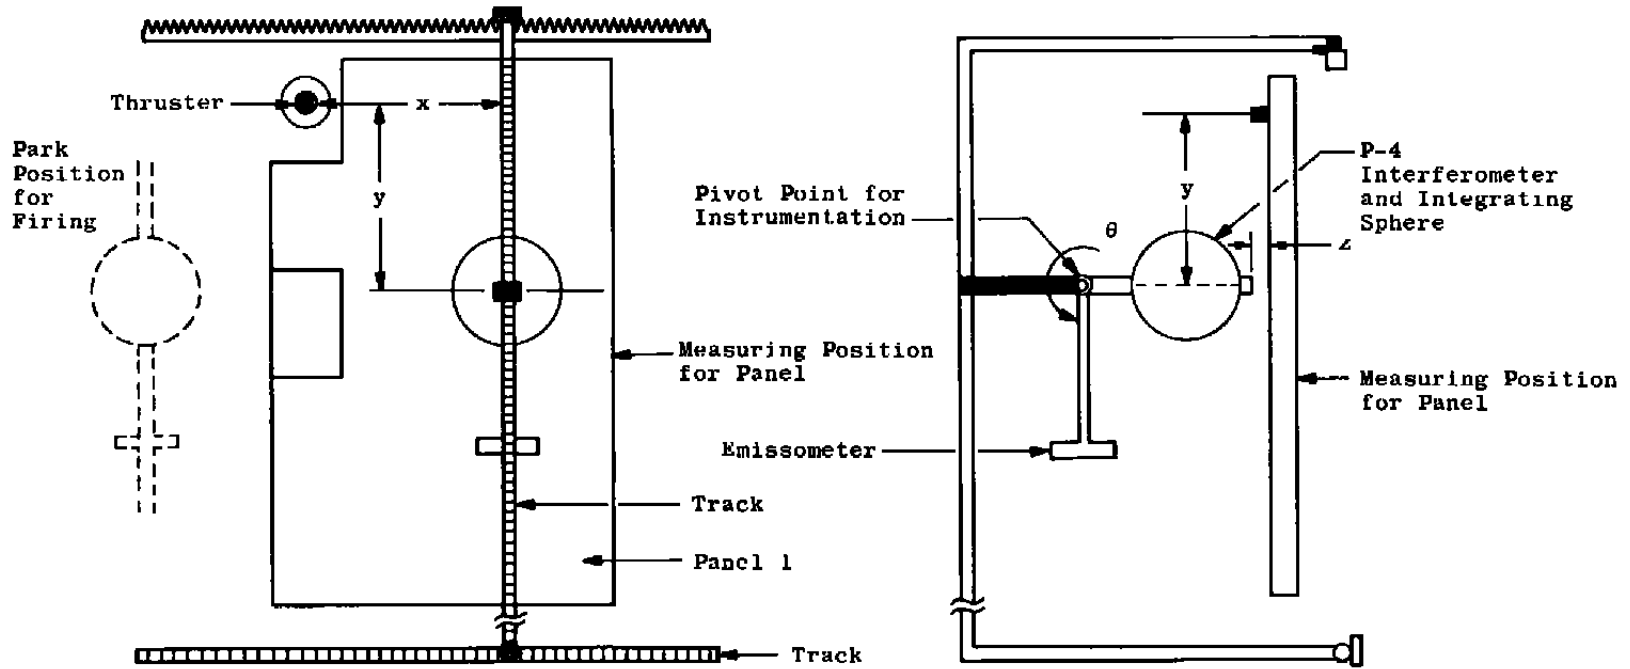 Thruster
x
Park
Position
for
Firing
y
Measuring Position
for Panel
Track
Panel 1
Track
Pivot Point for
Instrumentation
θ
y
P-4
Interferometer
and Integrating
Sphere
Z
Measuring Position
for Panel
Emissometer